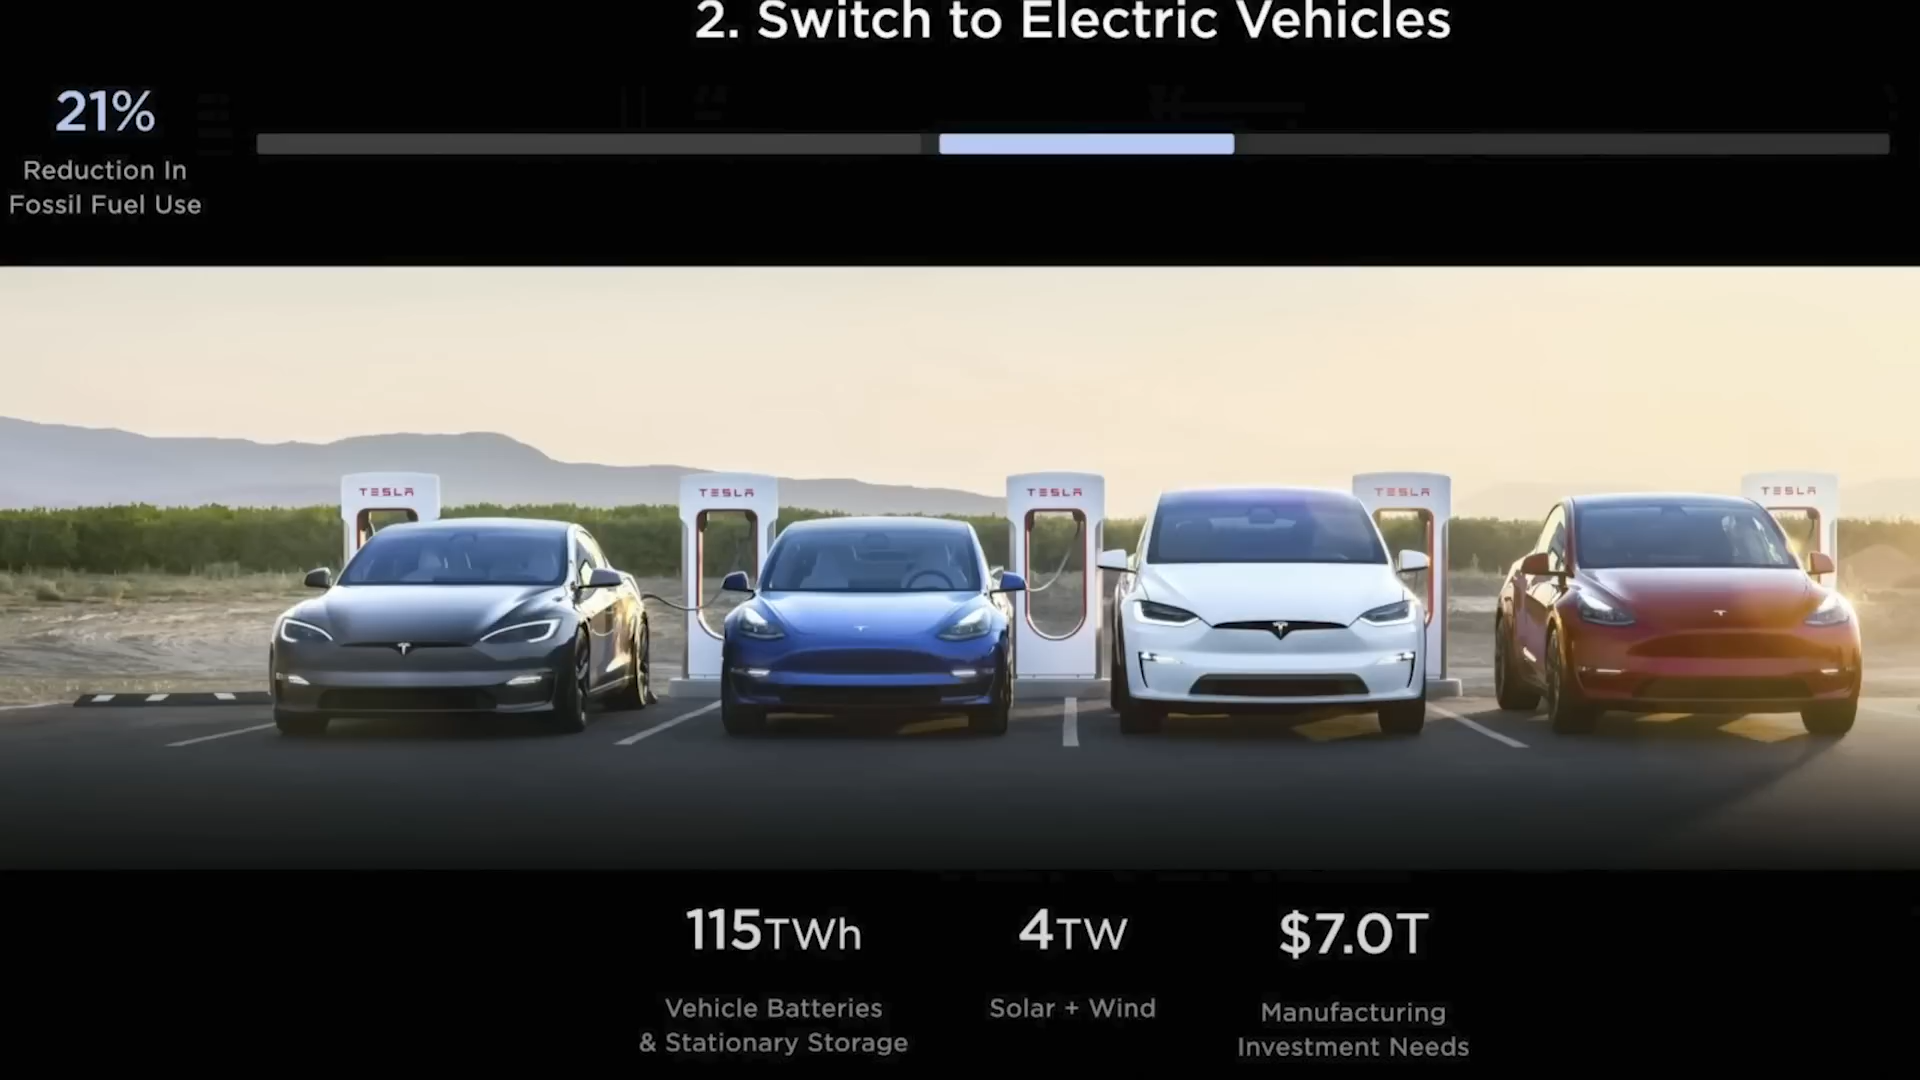 2. Switch to Electric Vehicles
21%
Reduction In
Fossil Fuel Use
TESLA
TESLA
TESLA
TESLA
TESLA
115TWh
4TW
$7.0T
Vehicle Batteries
& Stationary Storage
Solar + Wind
Manufacturing
Investment Needs